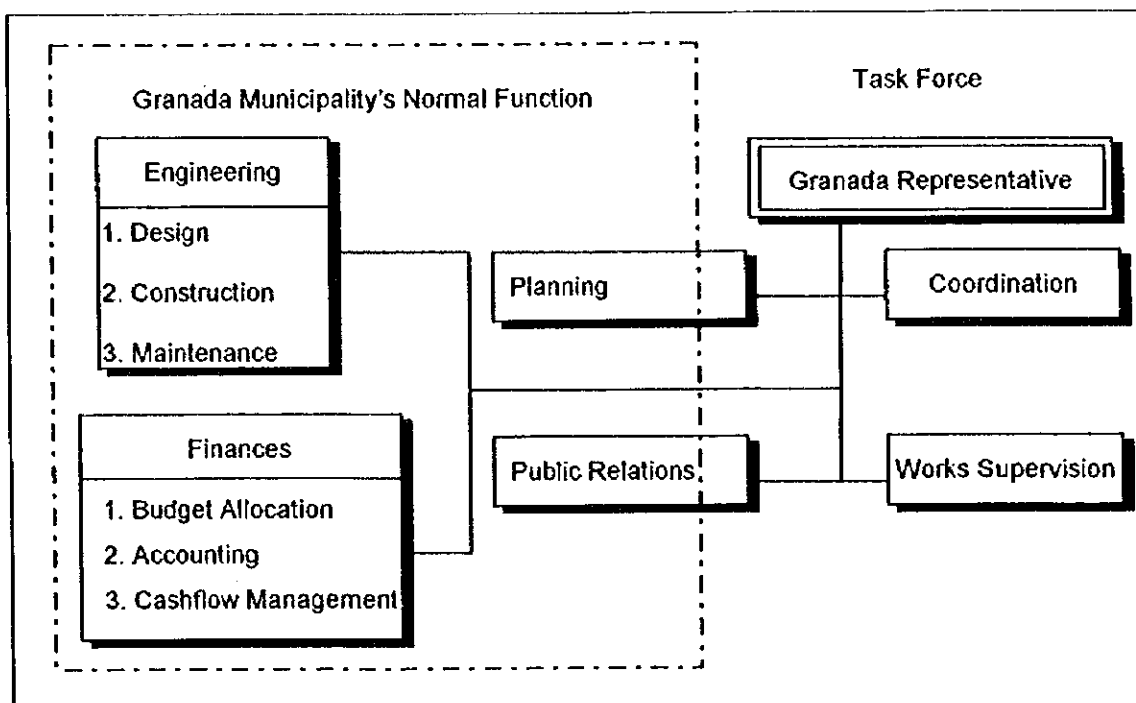 Granada Municipality's Normal Function
Engineering
1. Design
2. Construction
3. Maintenance
Finances
1. Budget Allocation
2. Accounting
3. Cashflow Management
Planning
Public Relations
Task Force
Granada Representative
Coordination
Works Supervision